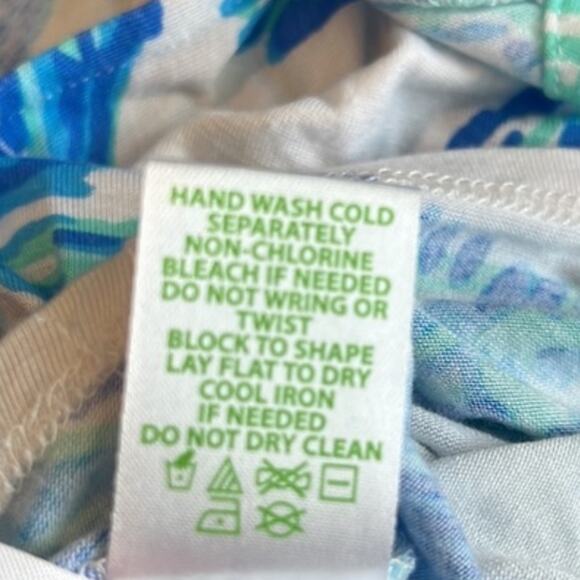 HAND WASH COLD
SEPARATELY
NON-CHLORINE
BLEACH IF NEEDED
DO NOT WRING OR
TWIST
BLOCK TO SHAPE
LAY FLAT TO DRY
COOL IRON
IF NEEDED
DO NOT DRY CLEAN